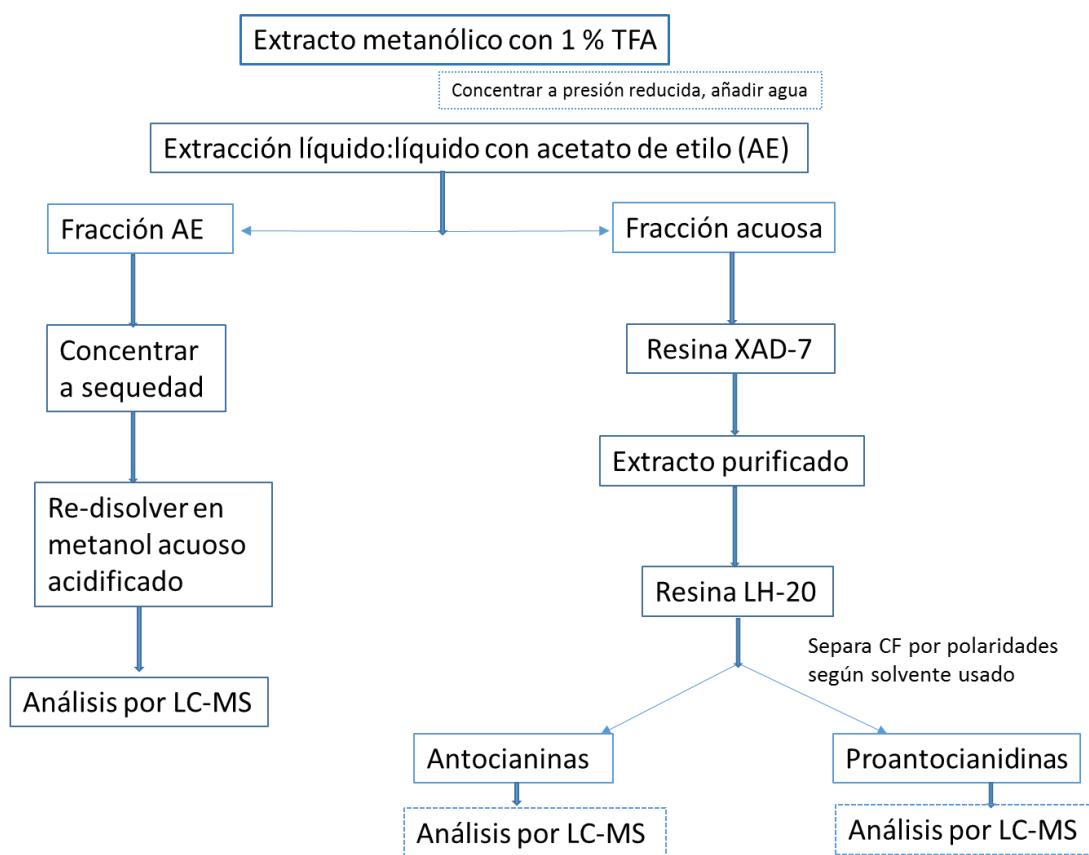 Extracto metanólico con 1 % TFA
Concentrar a presión reducida, añadir agua
Extracción líquido:líquido con acetato de etilo (AE)
Fracción AE
Fracción acuosa
Concentrar
a sequedad
Resina XAD-7
Extracto purificado
Re-disolver en
metanol acuoso
acidificado
Resina LH-20
Separa CF por polaridades
según solvente usado
Análisis por LC-MS
Antocianinas
Proantocianidinas
Análisis por LC-MS
Análisis por LC-MS